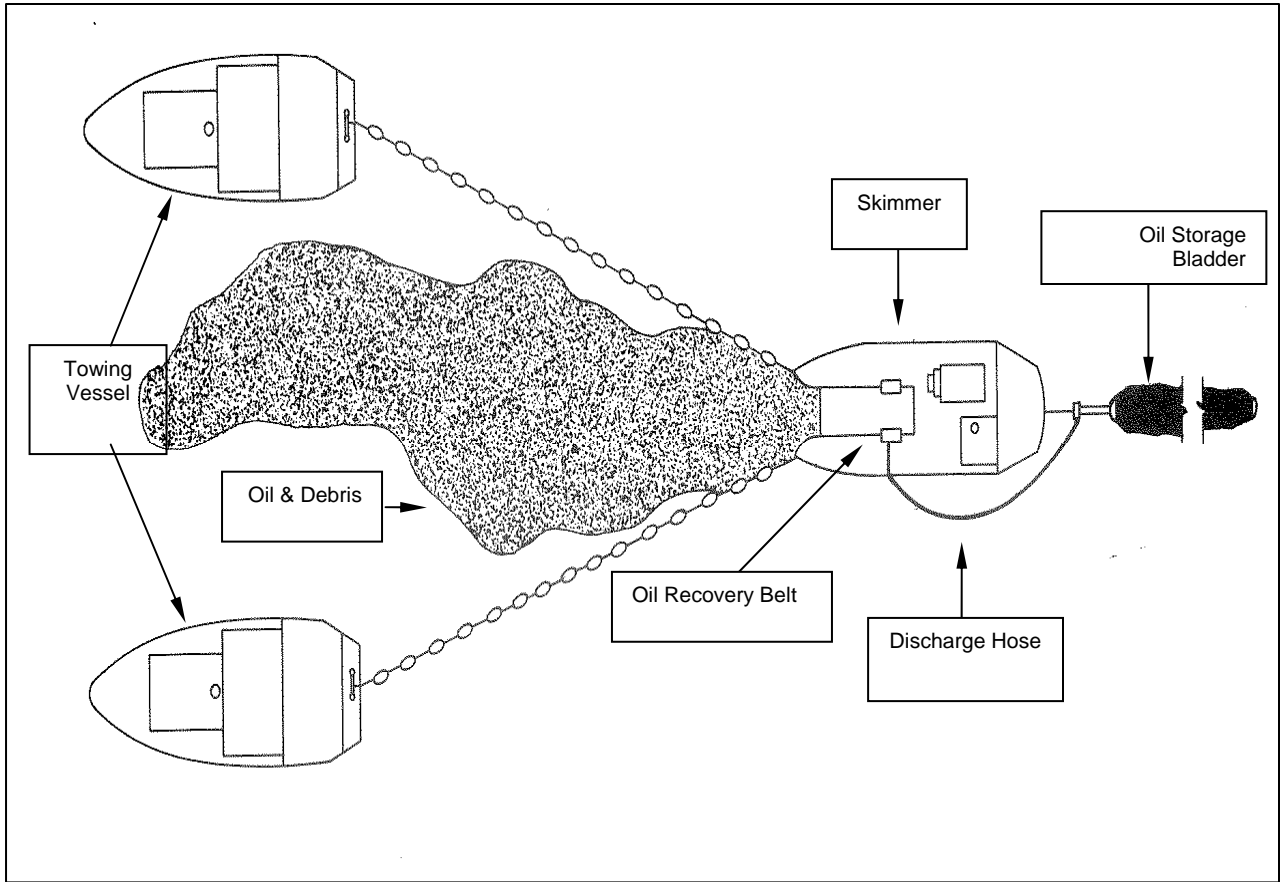 Skimmer
Oil Storage
Bladder
Towing
Vessel
Oil & Debris
Oil Recovery Belt
Discharge Hose